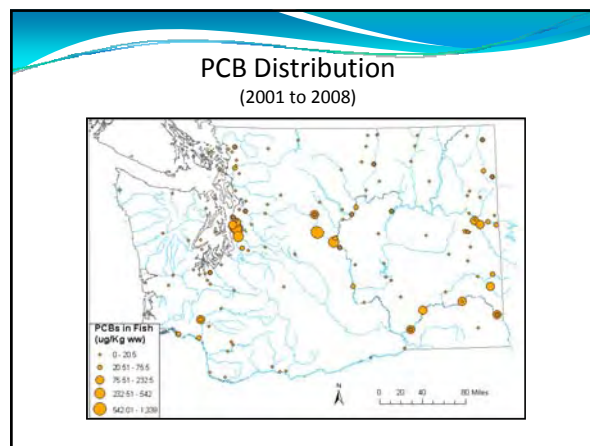 PCB Distribution
(2001 to 2008)
PCBs in Fish
(ug/Kg ww)
0 - 20.5
20.51 - 75.5
75.51 - 232.5
232.51 - 542
542.01 - 1,339
N
0 20 40 80 Miles